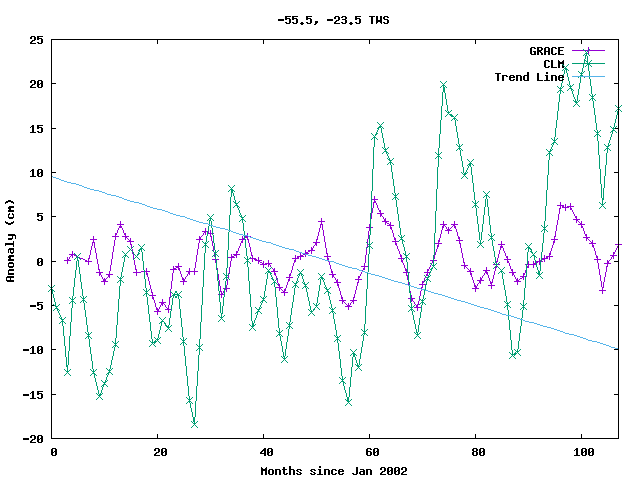 -55.5, -23.5 TWS
GRACE
CLM
Trend Line
25
20
15
10
5
0
-5
-10
-15
-20
Anomaly (cm)
0 20 40 60 80 100
Months since Jan 2002